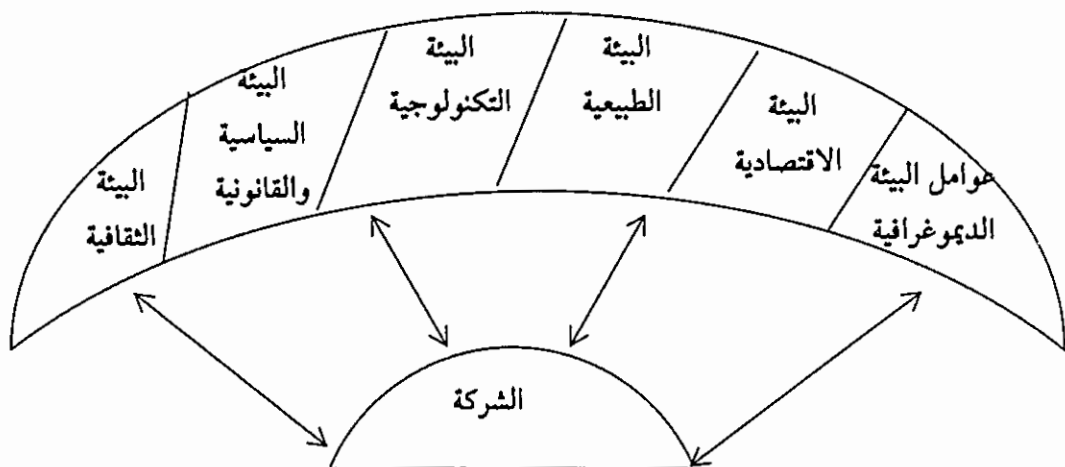 عوامل البيئة
الديموغرافية
البيئة
الاقتصادية
البيئة
الطبيعية
البيئة
التكنولوجية
البيئة
السياسية
والقانونية
البيئة
الثقافية
الشركة